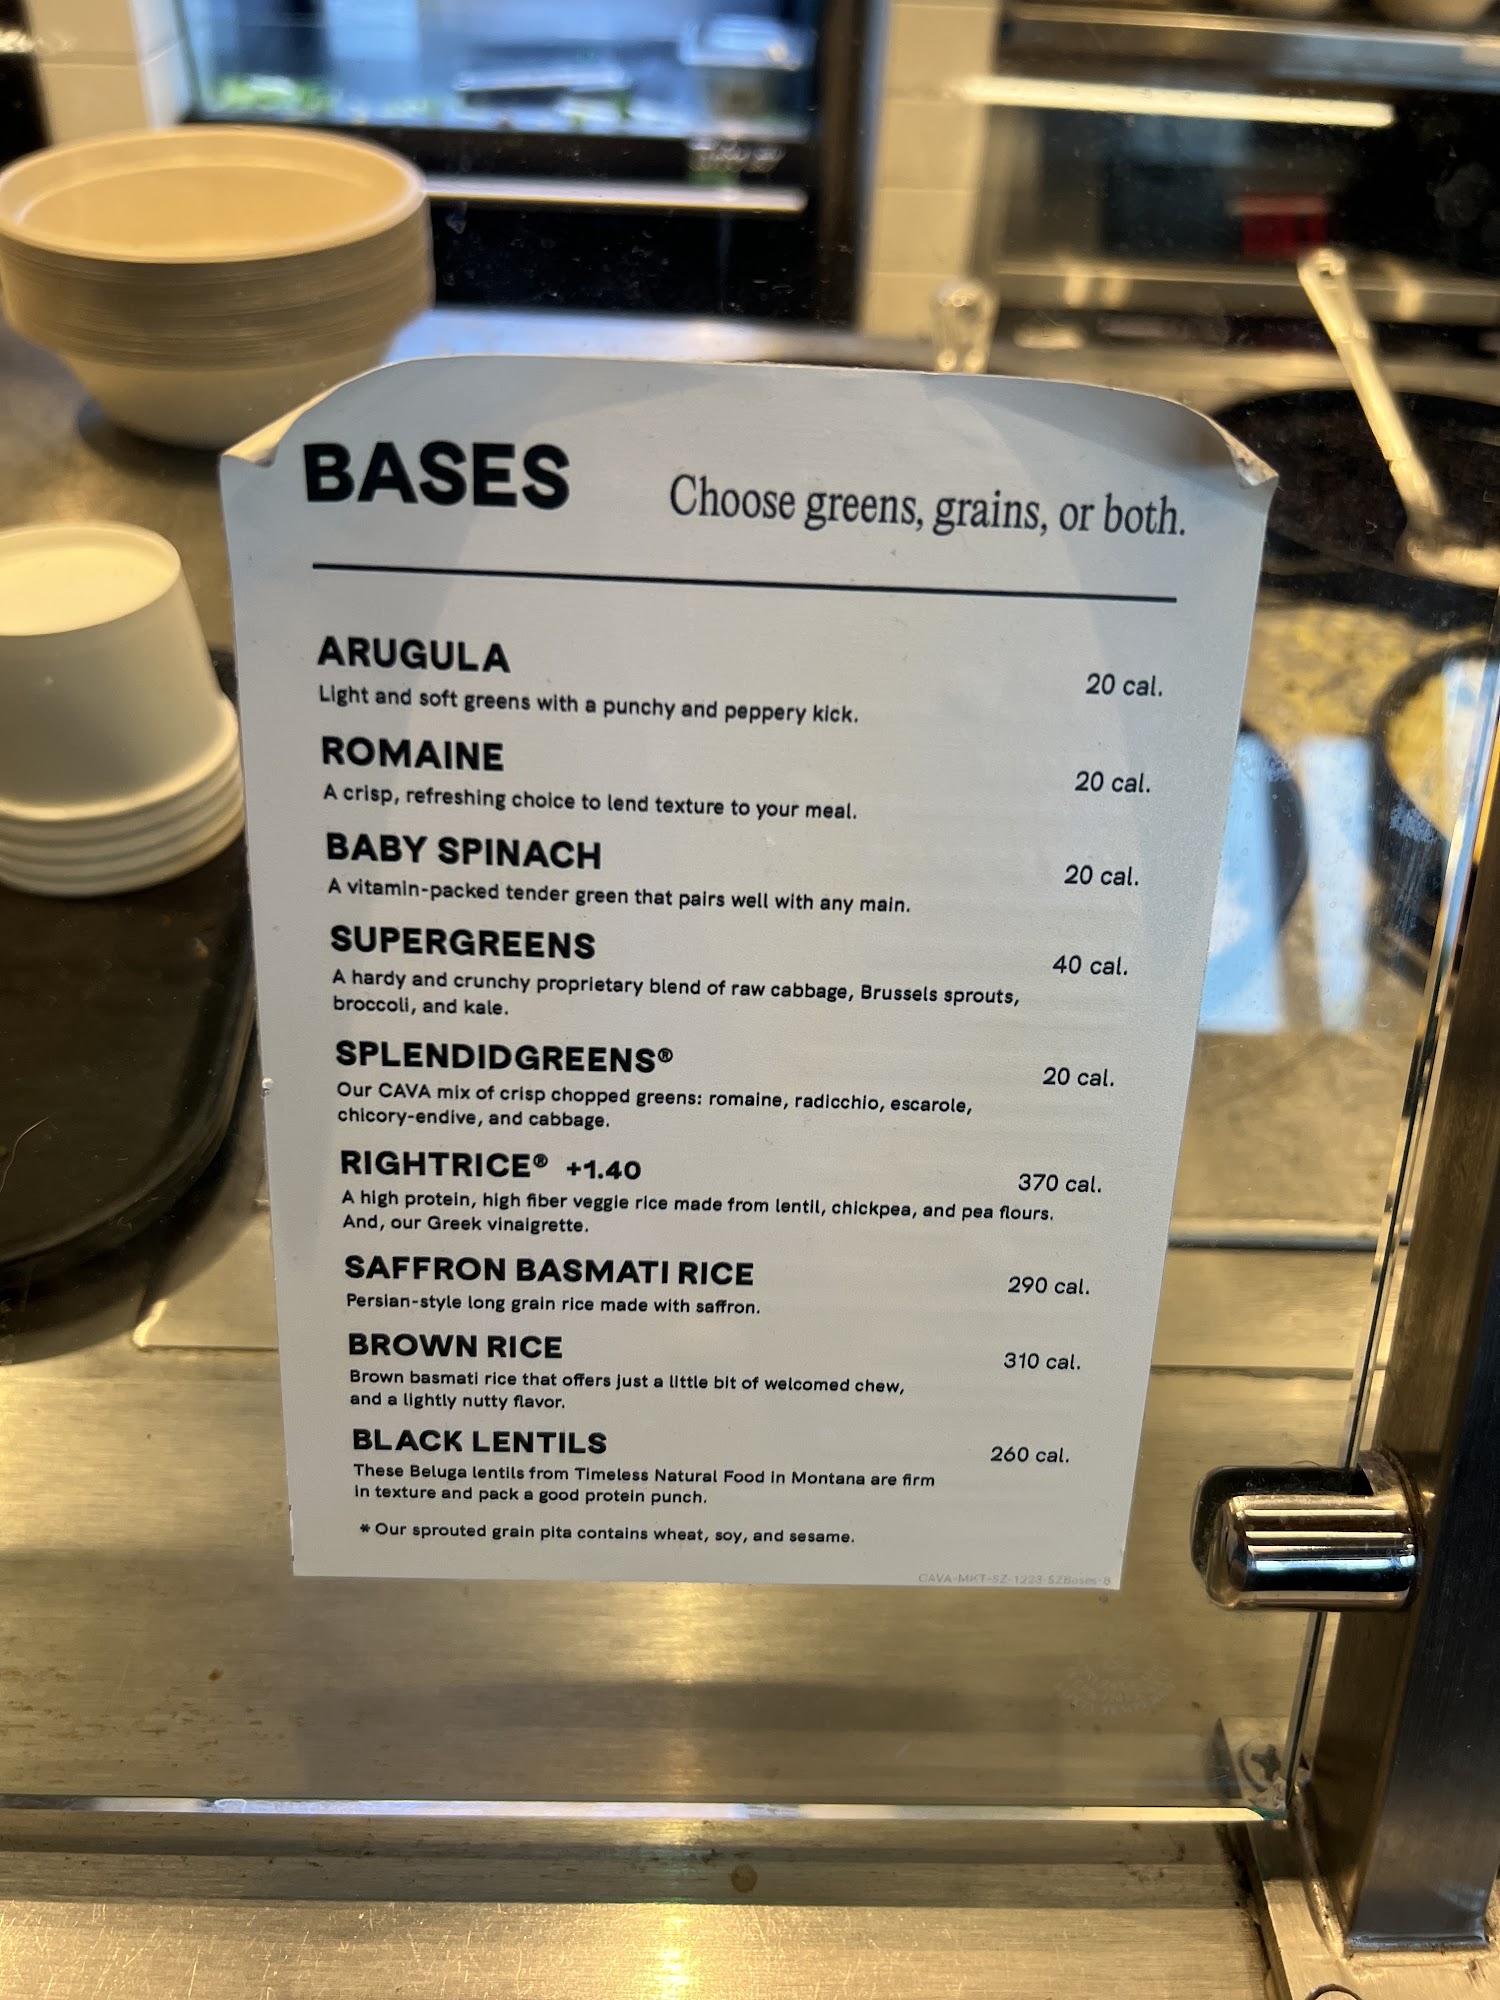 BASES Choose greens, grains, or both.
ARUGULA 20 cal.
Light and soft greens with a punchy and peppery kick.
ROMAINE 20 cal.
A crisp, refreshing choice to lend texture to your meal.
BABY SPINACH 20 cal.
A vitamin-packed tender green that pairs well with any main.
SUPERGREENS 40 cal.
A hardy and crunchy proprietary blend of raw cabbage, Brussels sprouts,
broccoli, and kale.
SPLENDIDGREENS® 20 cal.
Our CAVA mix of crisp chopped greens: romaine, radicchio, escarole,
chicory-endive, and cabbage.
RIGHTRICE® +1.40 370 cal.
A high protein, high fiber veggie rice made from lentil, chickpea, and pea flours.
And, our Greek vinaigrette.
SAFFRON BASMATI RICE 290 cal.
Persian-style long grain rice made with saffron.
BROWN RICE 310 cal.
Brown basmati rice that offers just a little bit of welcomed chew,
and a lightly nutty flavor.
BLACK LENTILS 260 cal.
These Beluga lentils from Timeless Natural Food in Montana are firm
in texture and pack a good protein punch.
* Our sprouted grain pita contains wheat, soy, and sesame.
CAVA-MKT-SZ-1223-SZBases-8